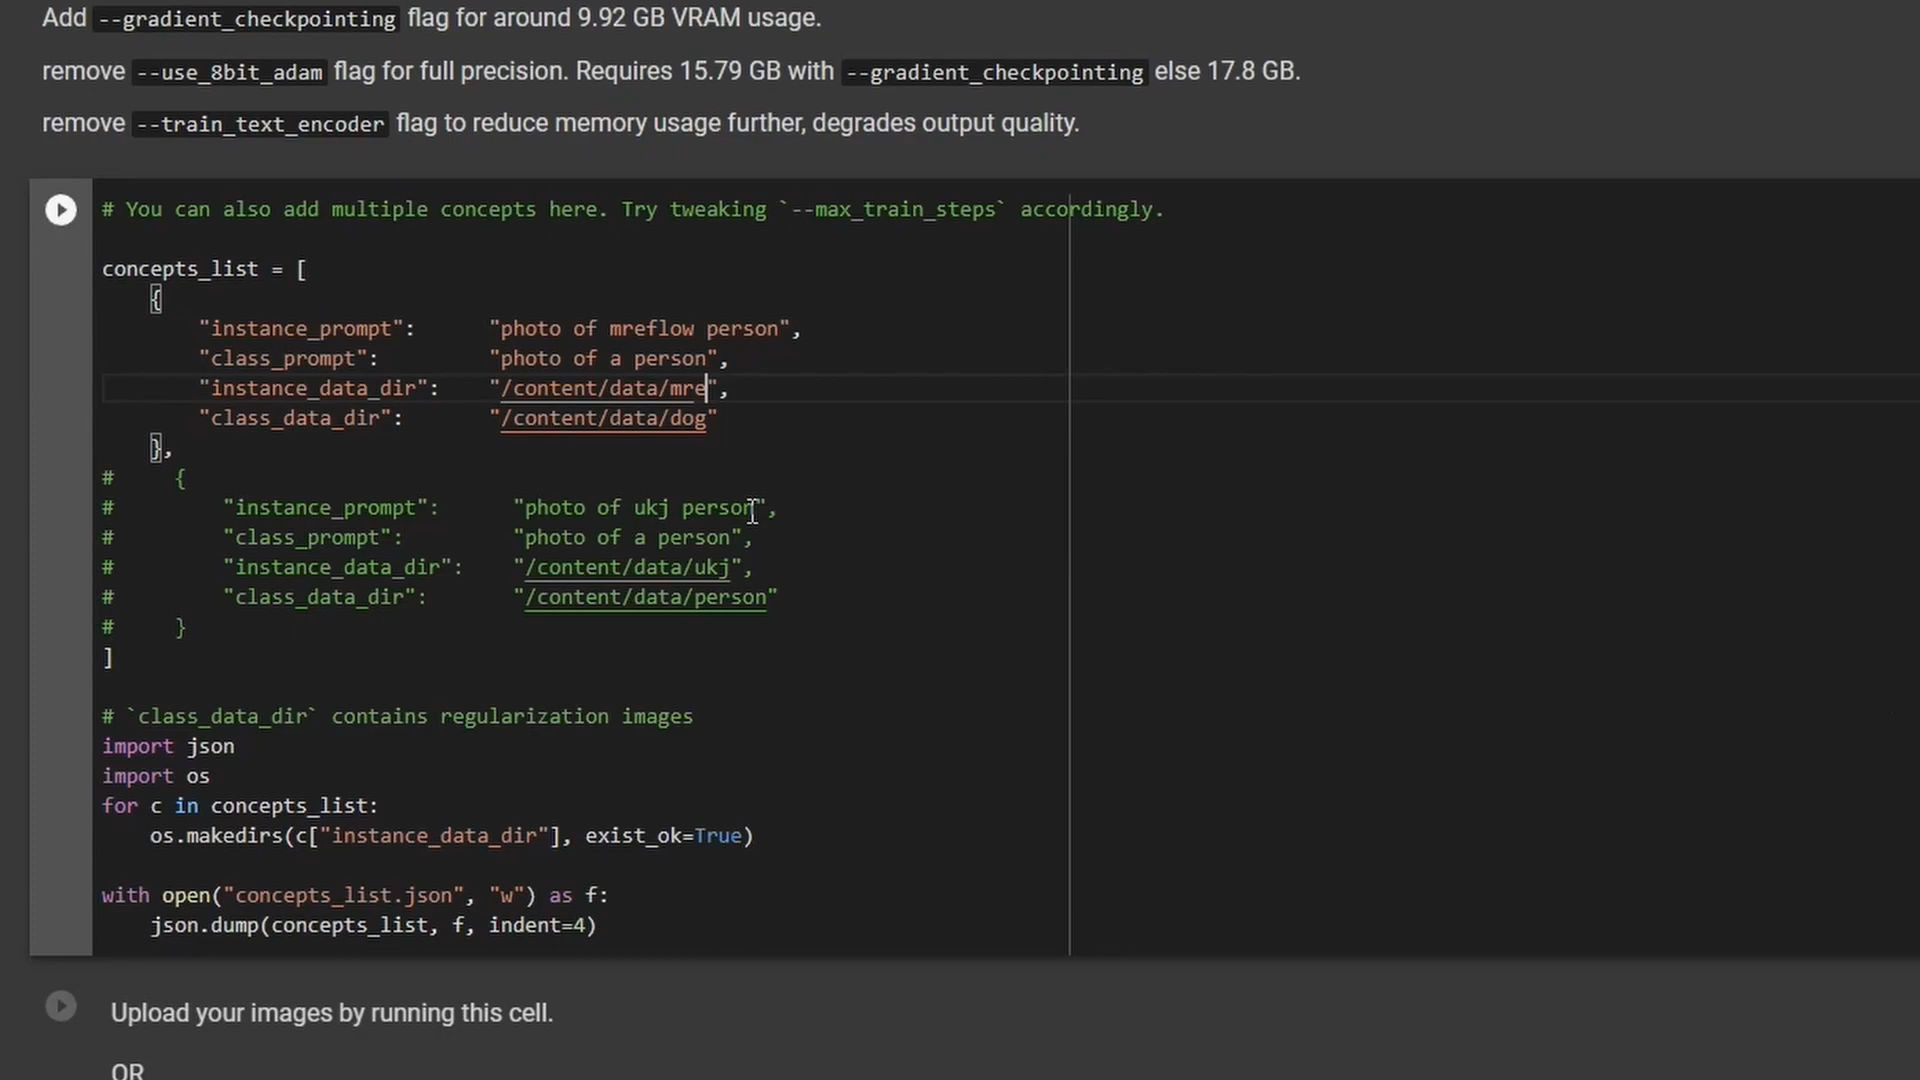 Add --gradient_checkpointing flag for around 9.92 GB VRAM usage.
remove --use_8bit_adam flag for full precision. Requires 15.79 GB with --gradient_checkpointing else 17.8 GB.
remove --train_text_encoder flag to reduce memory usage further, degrades output quality.
# You can also add multiple concepts here. Try tweaking `--max_train_steps` accordingly.
concepts_list = [
    {
        "instance_prompt":      "photo of mreflow person",
        "class_prompt":         "photo of a person",
        "instance_data_dir":    "/content/data/mre",
        "class_data_dir":       "/content/data/dog"
    },
#     {
#         "instance_prompt":      "photo of ukj person",
#         "class_prompt":         "photo of a person",
#         "instance_data_dir":    "/content/data/ukj",
#         "class_data_dir":       "/content/data/person"
#     }
]
# `class_data_dir` contains regularization images
import json
import os
for c in concepts_list:
    os.makedirs(c["instance_data_dir"], exist_ok=True)
with open("concepts_list.json", "w") as f:
    json.dump(concepts_list, f, indent=4)
Upload your images by running this cell.
OR